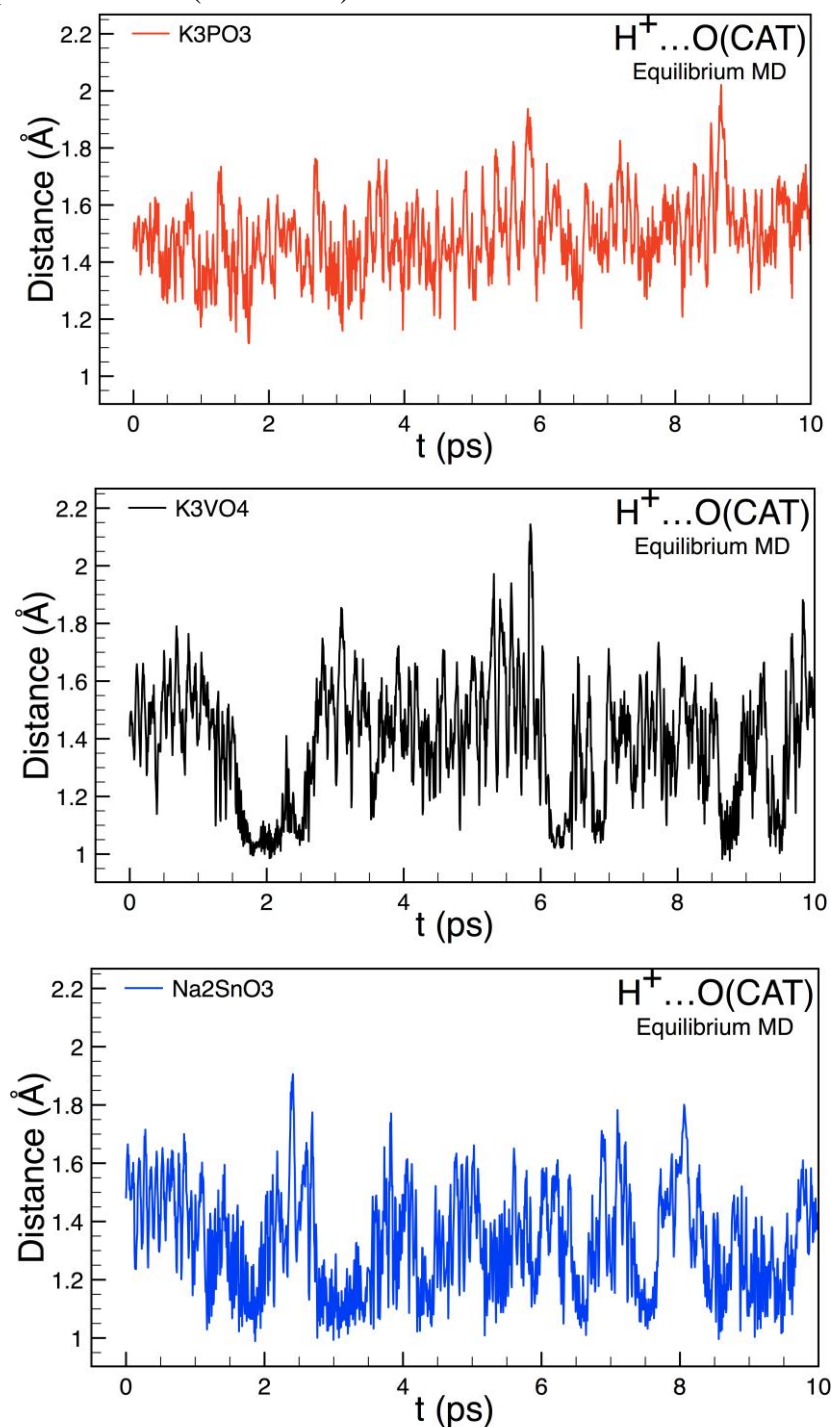 K3PO3
H+...O(CAT)
Equilibrium MD
Distance (Å)
2.2
2
1.8
1.6
1.4
1.2
1
0 2 4 6 8 10
t (ps)
K3VO4
H+...O(CAT)
Equilibrium MD
Distance (Å)
2.2
2
1.8
1.6
1.4
1.2
1
0 2 4 6 8 10
t (ps)
Na2SnO3
H+...O(CAT)
Equilibrium MD
Distance (Å)
2.2
2
1.8
1.6
1.4
1.2
1
0 2 4 6 8 10
t (ps)